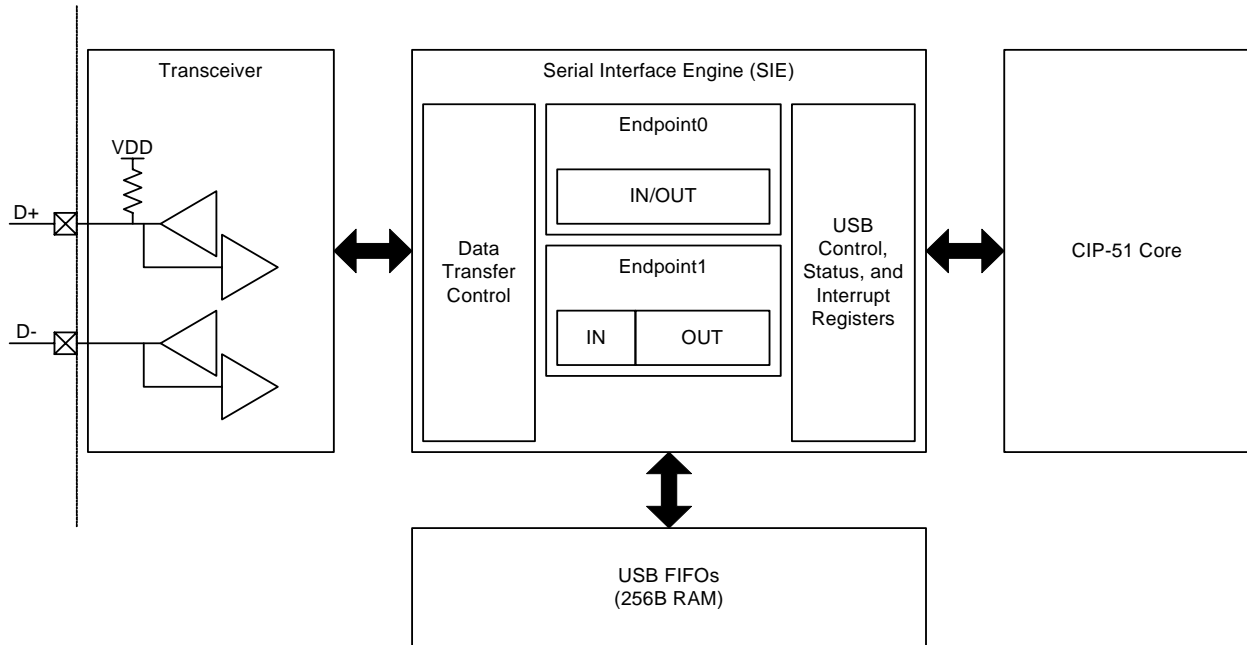 Transceiver
VDD
D+
D-
Serial Interface Engine (SIE)
Data
Transfer
Control
Endpoint0
IN/OUT
Endpoint1
IN
OUT
USB
Control,
Status, and
Interrupt
Registers
CIP-51 Core
USB FIFOs
(256B RAM)